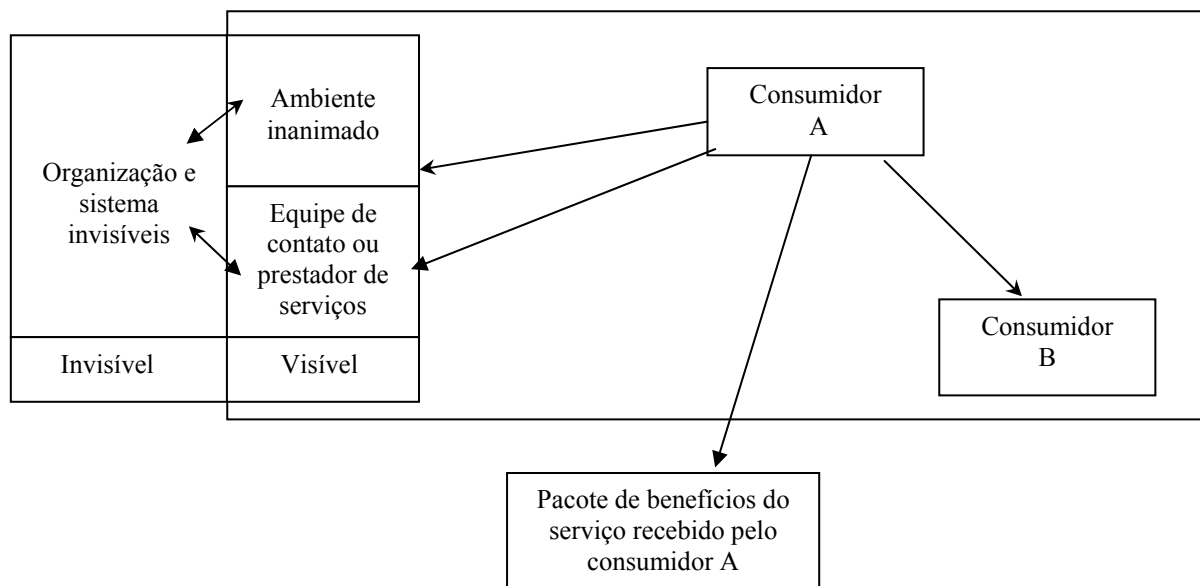 Organização e
sistema
invisíveis
Ambiente
inanimado
Equipe de
contato ou
prestador de
serviços
Invisível
Visível
Consumidor
A
Consumidor
B
Pacote de benefícios do
serviço recebido pelo
consumidor A